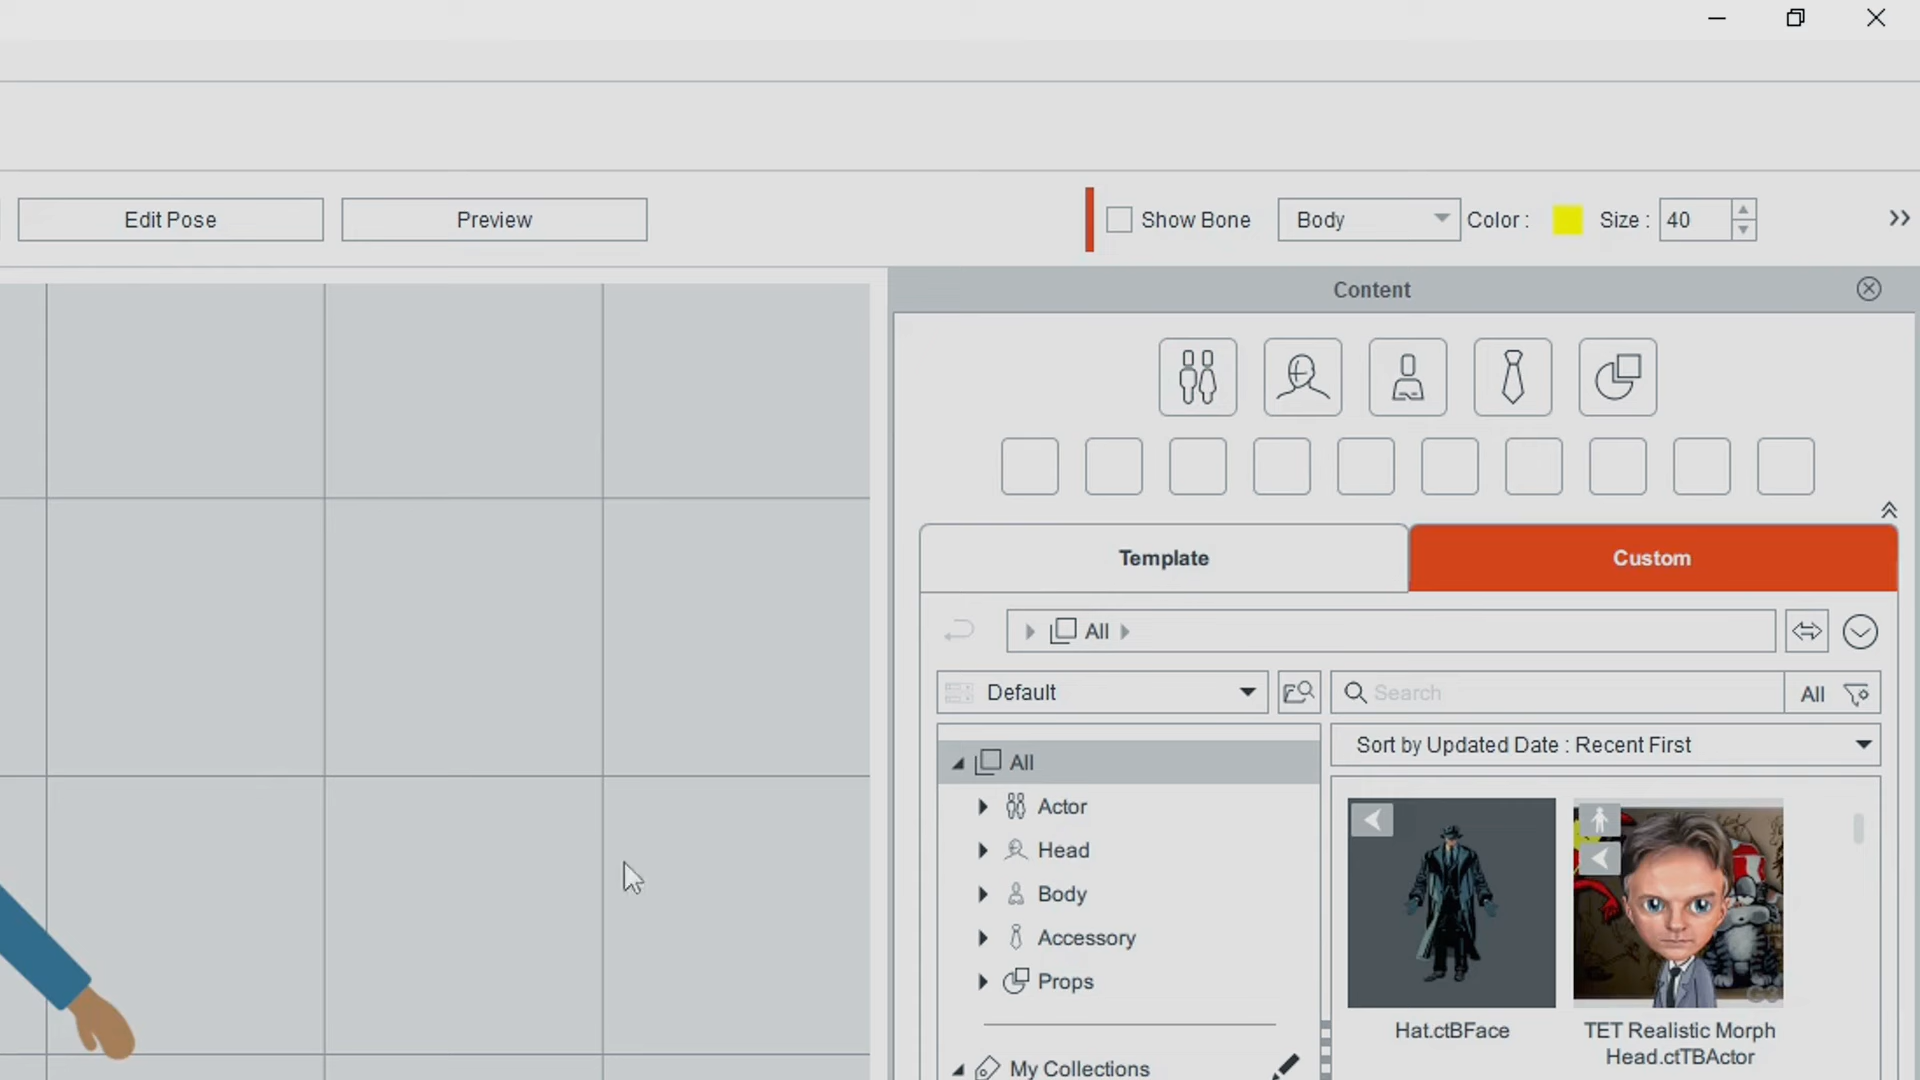 Edit Pose
Preview
Show Bone
Body
Color :
Size :
40
Content
Template
Custom
All
Default
Search
All
Sort by Updated Date : Recent First
All
Actor
Head
Body
Accessory
Props
My Collections
Hat.ctBFace
TET Realistic Morph
Head.ctTBActor